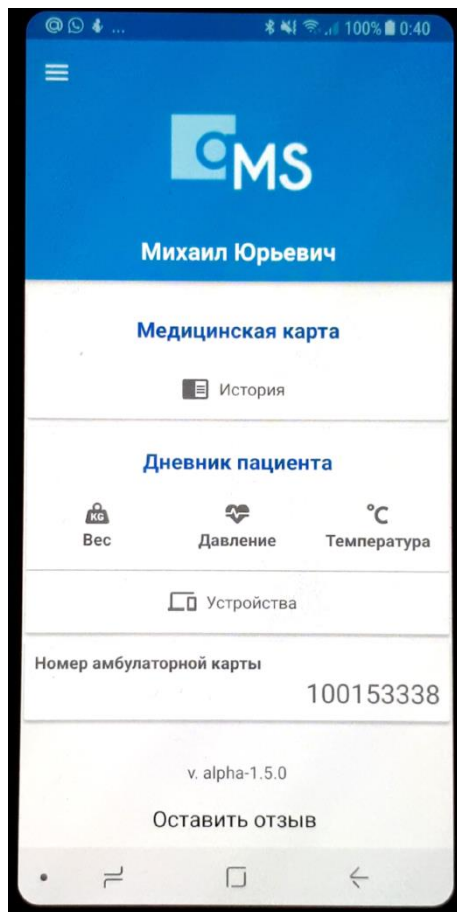 ... 100% 0:40
CMS
Михаил Юрьевич
Медицинская карта
История
Дневник пациента
KG °C
Вес Давление Температура
Устройства
Номер амбулаторной карты
100153338
v. alpha-1.5.0
Оставить отзыв